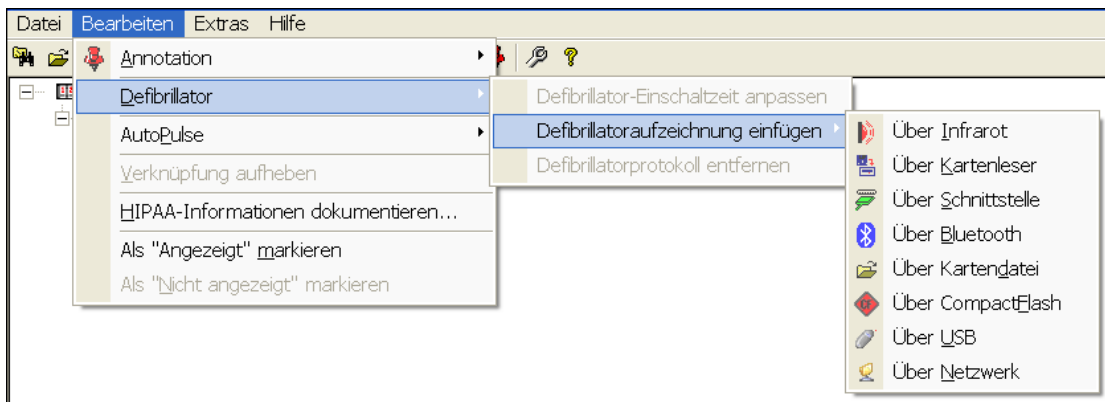 Datei Bearbeiten Extras Hilfe
Annotation
Defibrillator
AutoPulse
Verknüpfung aufheben
HIPAA-Informationen dokumentieren...
Als "Angezeigt" markieren
Als "Nicht angezeigt" markieren
Defibrillator-Einschaltzeit anpassen
Defibrillatoraufzeichnung einfügen
Defibrillatorprotokoll entfernen
Über Infrarot
Über Kartenleser
Über Schnittstelle
Über Bluetooth
Über Kartendatei
Über CompactFlash
Über USB
Über Netzwerk